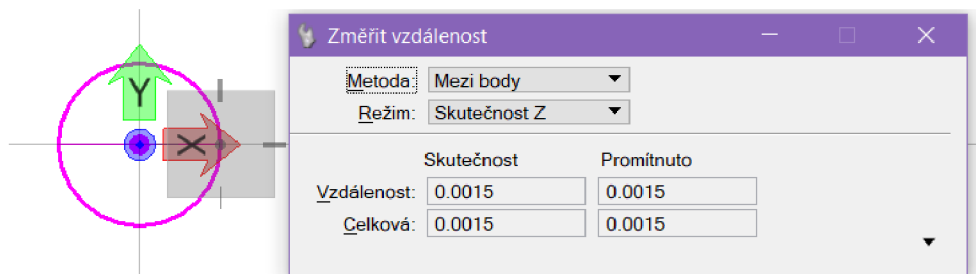 Změřit vzdálenost
Y
X
Metoda: Mezi body
Režim: Skutečnost Z
Skutečnost Promítnuto
Vzdálenost: 0.0015 0.0015
Celková: 0.0015 0.0015